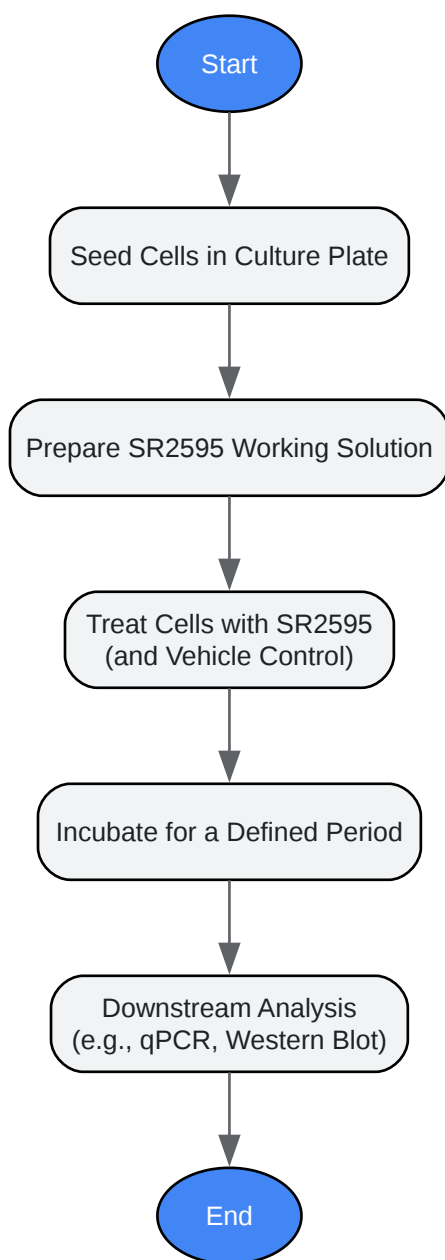 Start
Seed Cells in Culture Plate
Prepare SR2595 Working Solution
Treat Cells with SR2595
(and Vehicle Control)
Incubate for a Defined Period
Downstream Analysis
(e.g., qPCR, Western Blot)
End